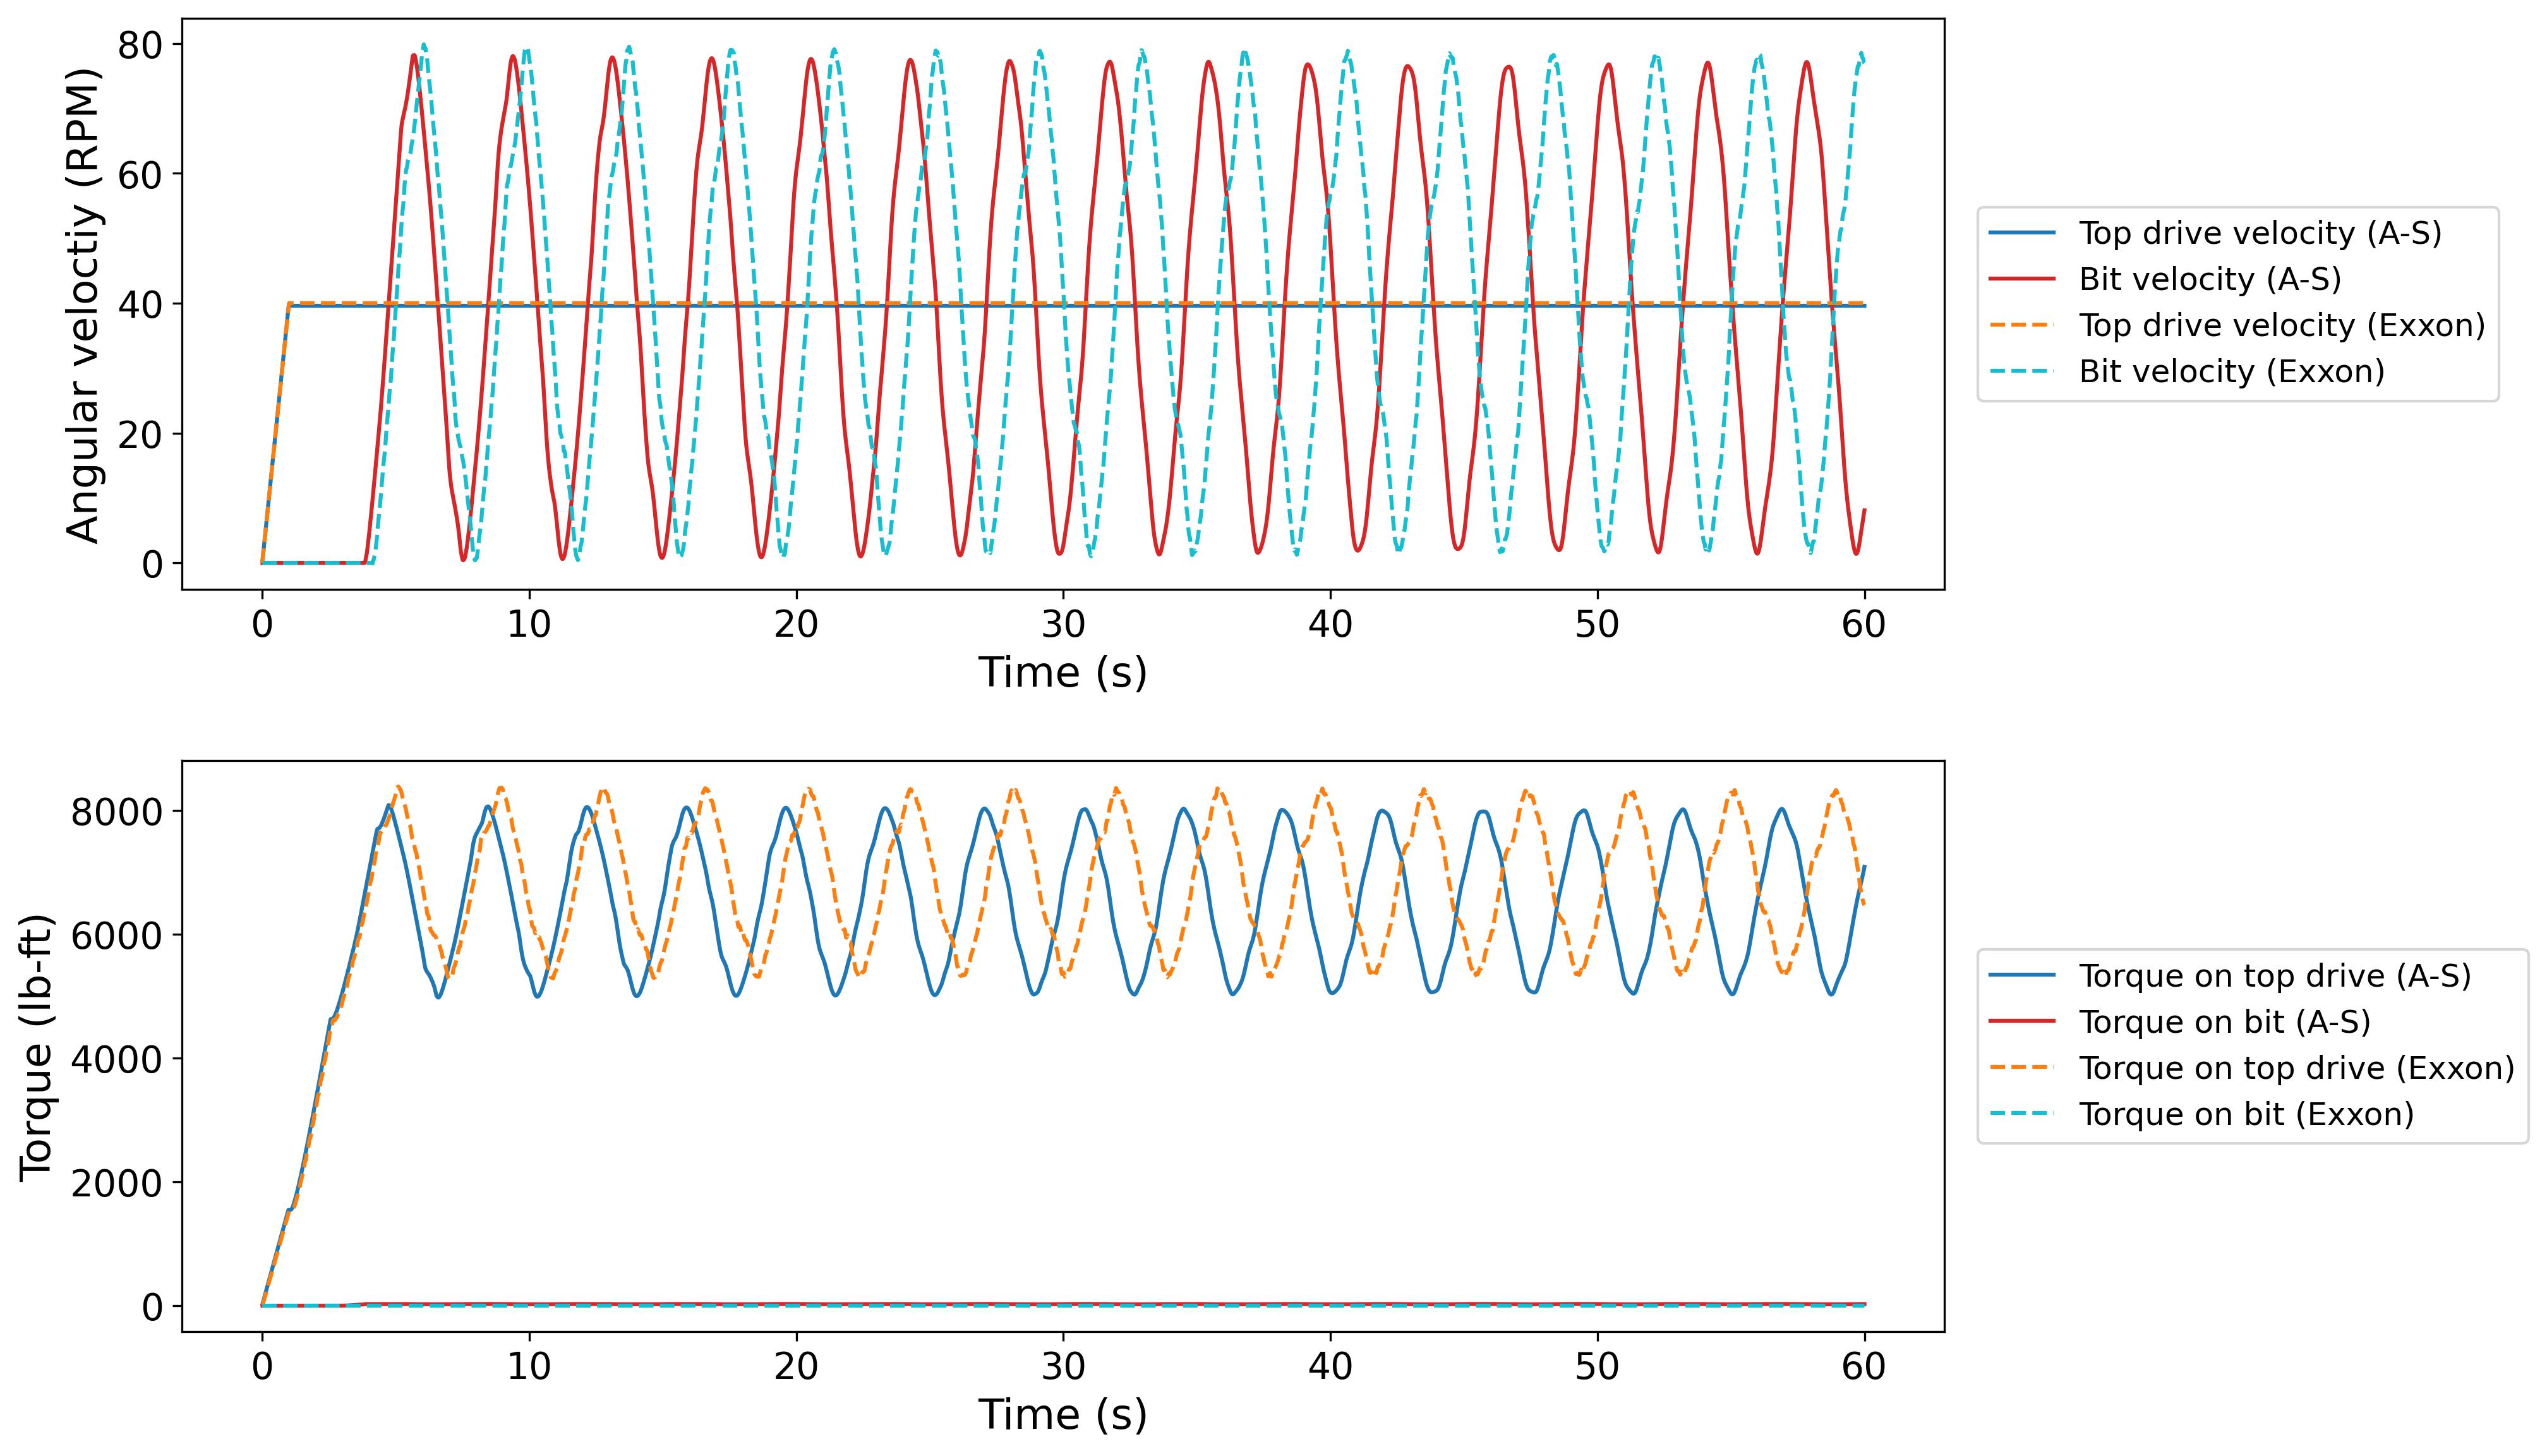 Angular veloctiy (RPM)
80
60
40
20
0
0 10 20 30 40 50 60
Time (s)
Top drive velocity (A-S)
Bit velocity (A-S)
Top drive velocity (Exxon)
Bit velocity (Exxon)
Torque (lb-ft)
8000
6000
4000
2000
0
0 10 20 30 40 50 60
Time (s)
Torque on top drive (A-S)
Torque on bit (A-S)
Torque on top drive (Exxon)
Torque on bit (Exxon)